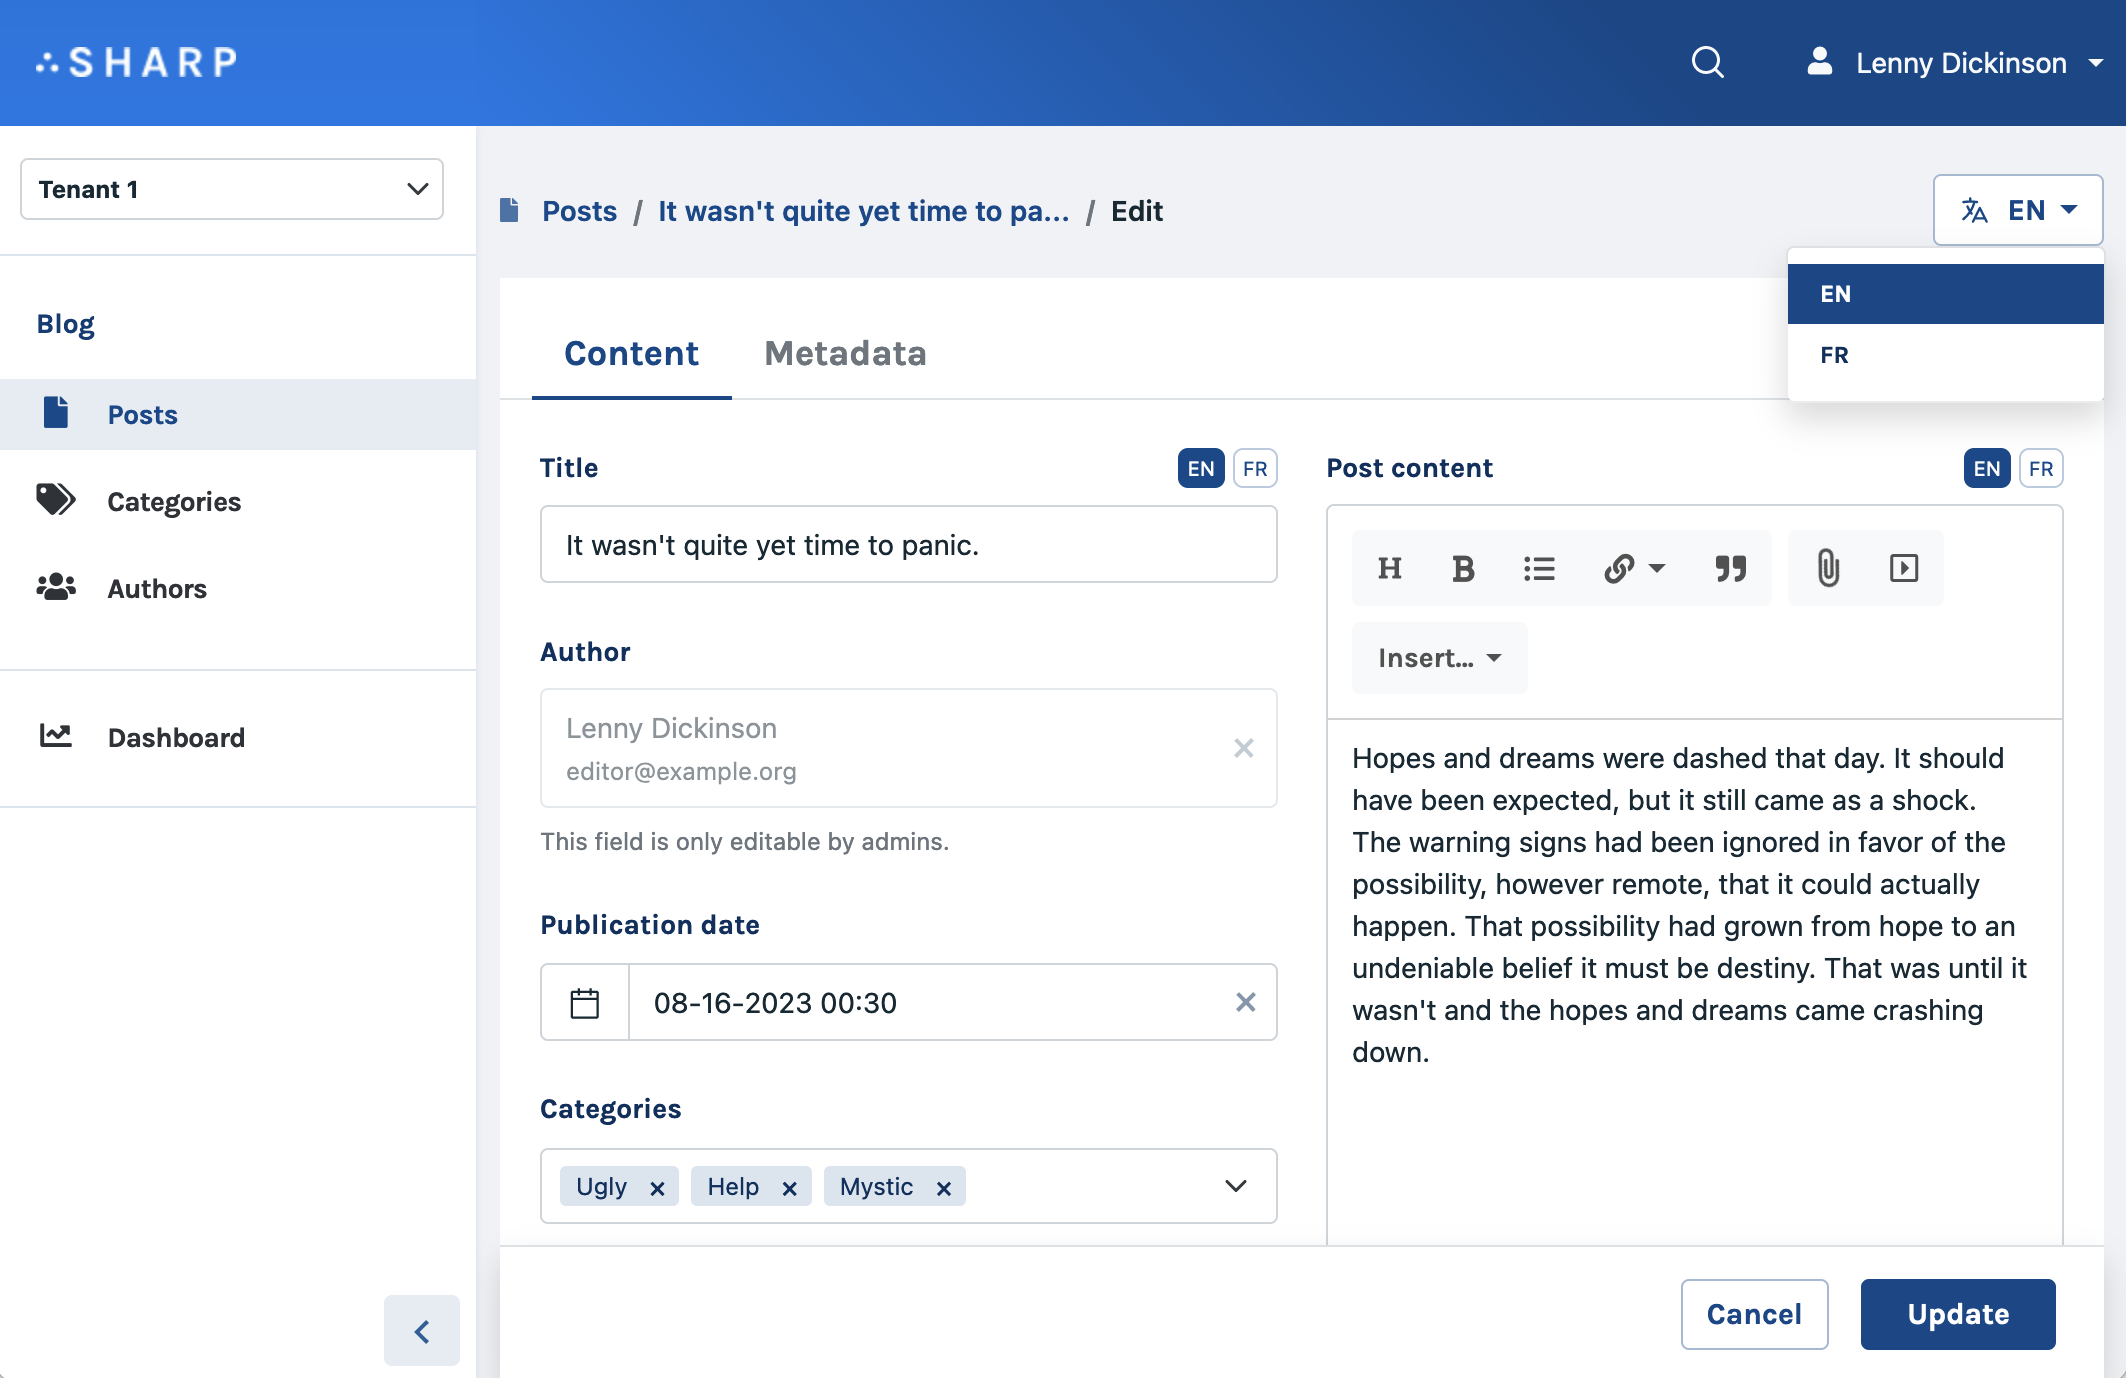 SHARP
Lenny Dickinson
Tenant 1
Posts / It wasn't quite yet time to pa... / Edit
EN
EN
FR
Blog
Posts
Categories
Authors
Dashboard
Content
Metadata
Title
EN
FR
It wasn't quite yet time to panic.
Author
Lenny Dickinson
editor@example.org
This field is only editable by admins.
Publication date
08-16-2023 00:30
Categories
Ugly
Help
Mystic
Post content
EN
FR
H
B
Insert...
Hopes and dreams were dashed that day. It should
have been expected, but it still came as a shock.
The warning signs had been ignored in favor of the
possibility, however remote, that it could actually
happen. That possibility had grown from hope to an
undeniable belief it must be destiny. That was until it
wasn't and the hopes and dreams came crashing
down.
Cancel
Update